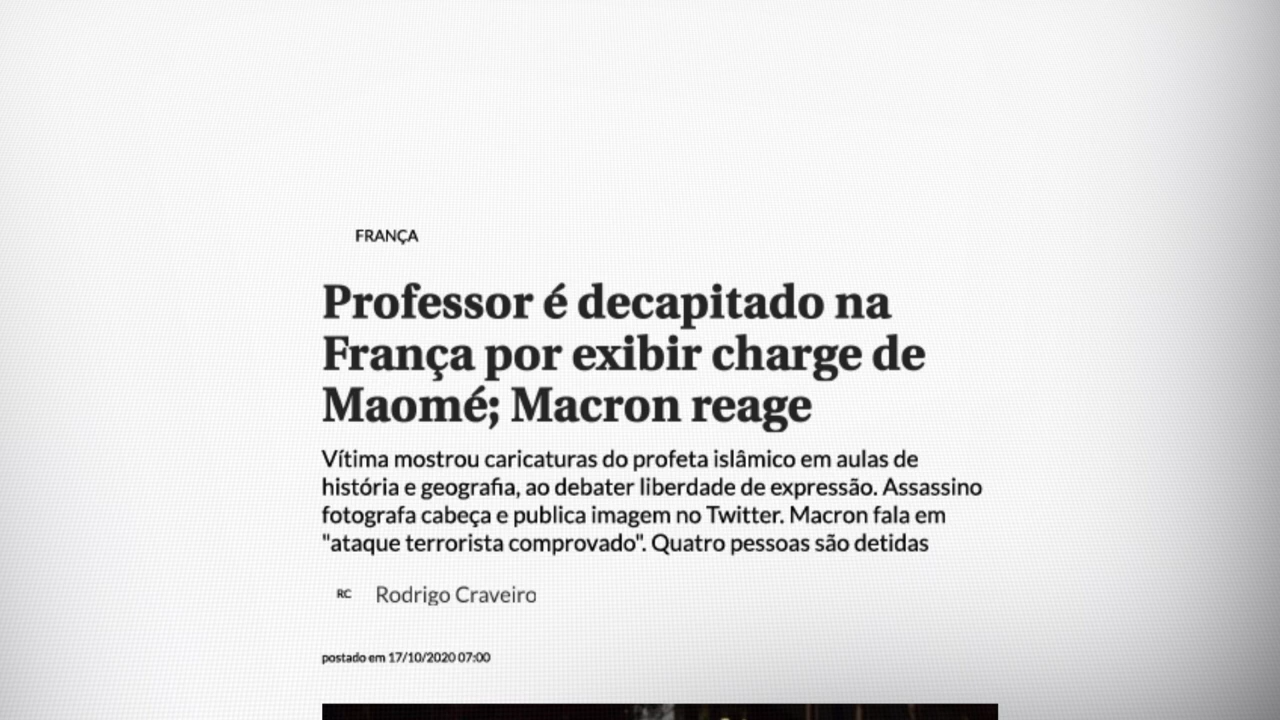 FRANÇA
Professor é decapitado na
França por exibir charge de
Maomé; Macron reage
Vítima mostrou caricaturas do profeta islâmico em aulas de
história e geografia, ao debater liberdade de expressão. Assassino
fotografa cabeça e publica imagem no Twitter. Macron fala em
"ataque terrorista comprovado". Quatro pessoas são detidas
RC Rodrigo Craveiro
postado em 17/10/2020 07:00